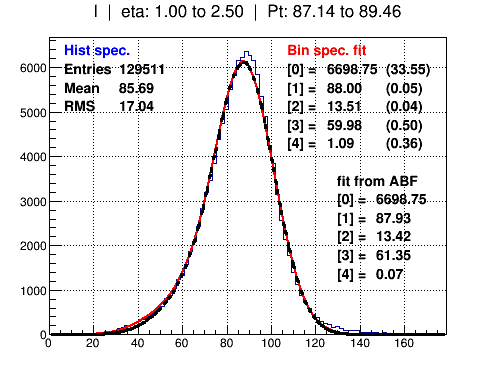 I | eta: 1.00 to 2.50 | Pt: 87.14 to 89.46
Hist spec.
Entries 129511
Mean 85.69
RMS 17.04
Bin spec. fit
[0] = 6698.75 (33.55)
[1] = 88.00 (0.05)
[2] = 13.51 (0.04)
[3] = 59.98 (0.50)
[4] = 1.09 (0.36)
fit from ABF
[0] = 6698.75
[1] = 87.93
[2] = 13.42
[3] = 61.35
[4] = 0.07
6000
5000
4000
3000
2000
1000
0
0 20 40 60 80 100 120 140 160